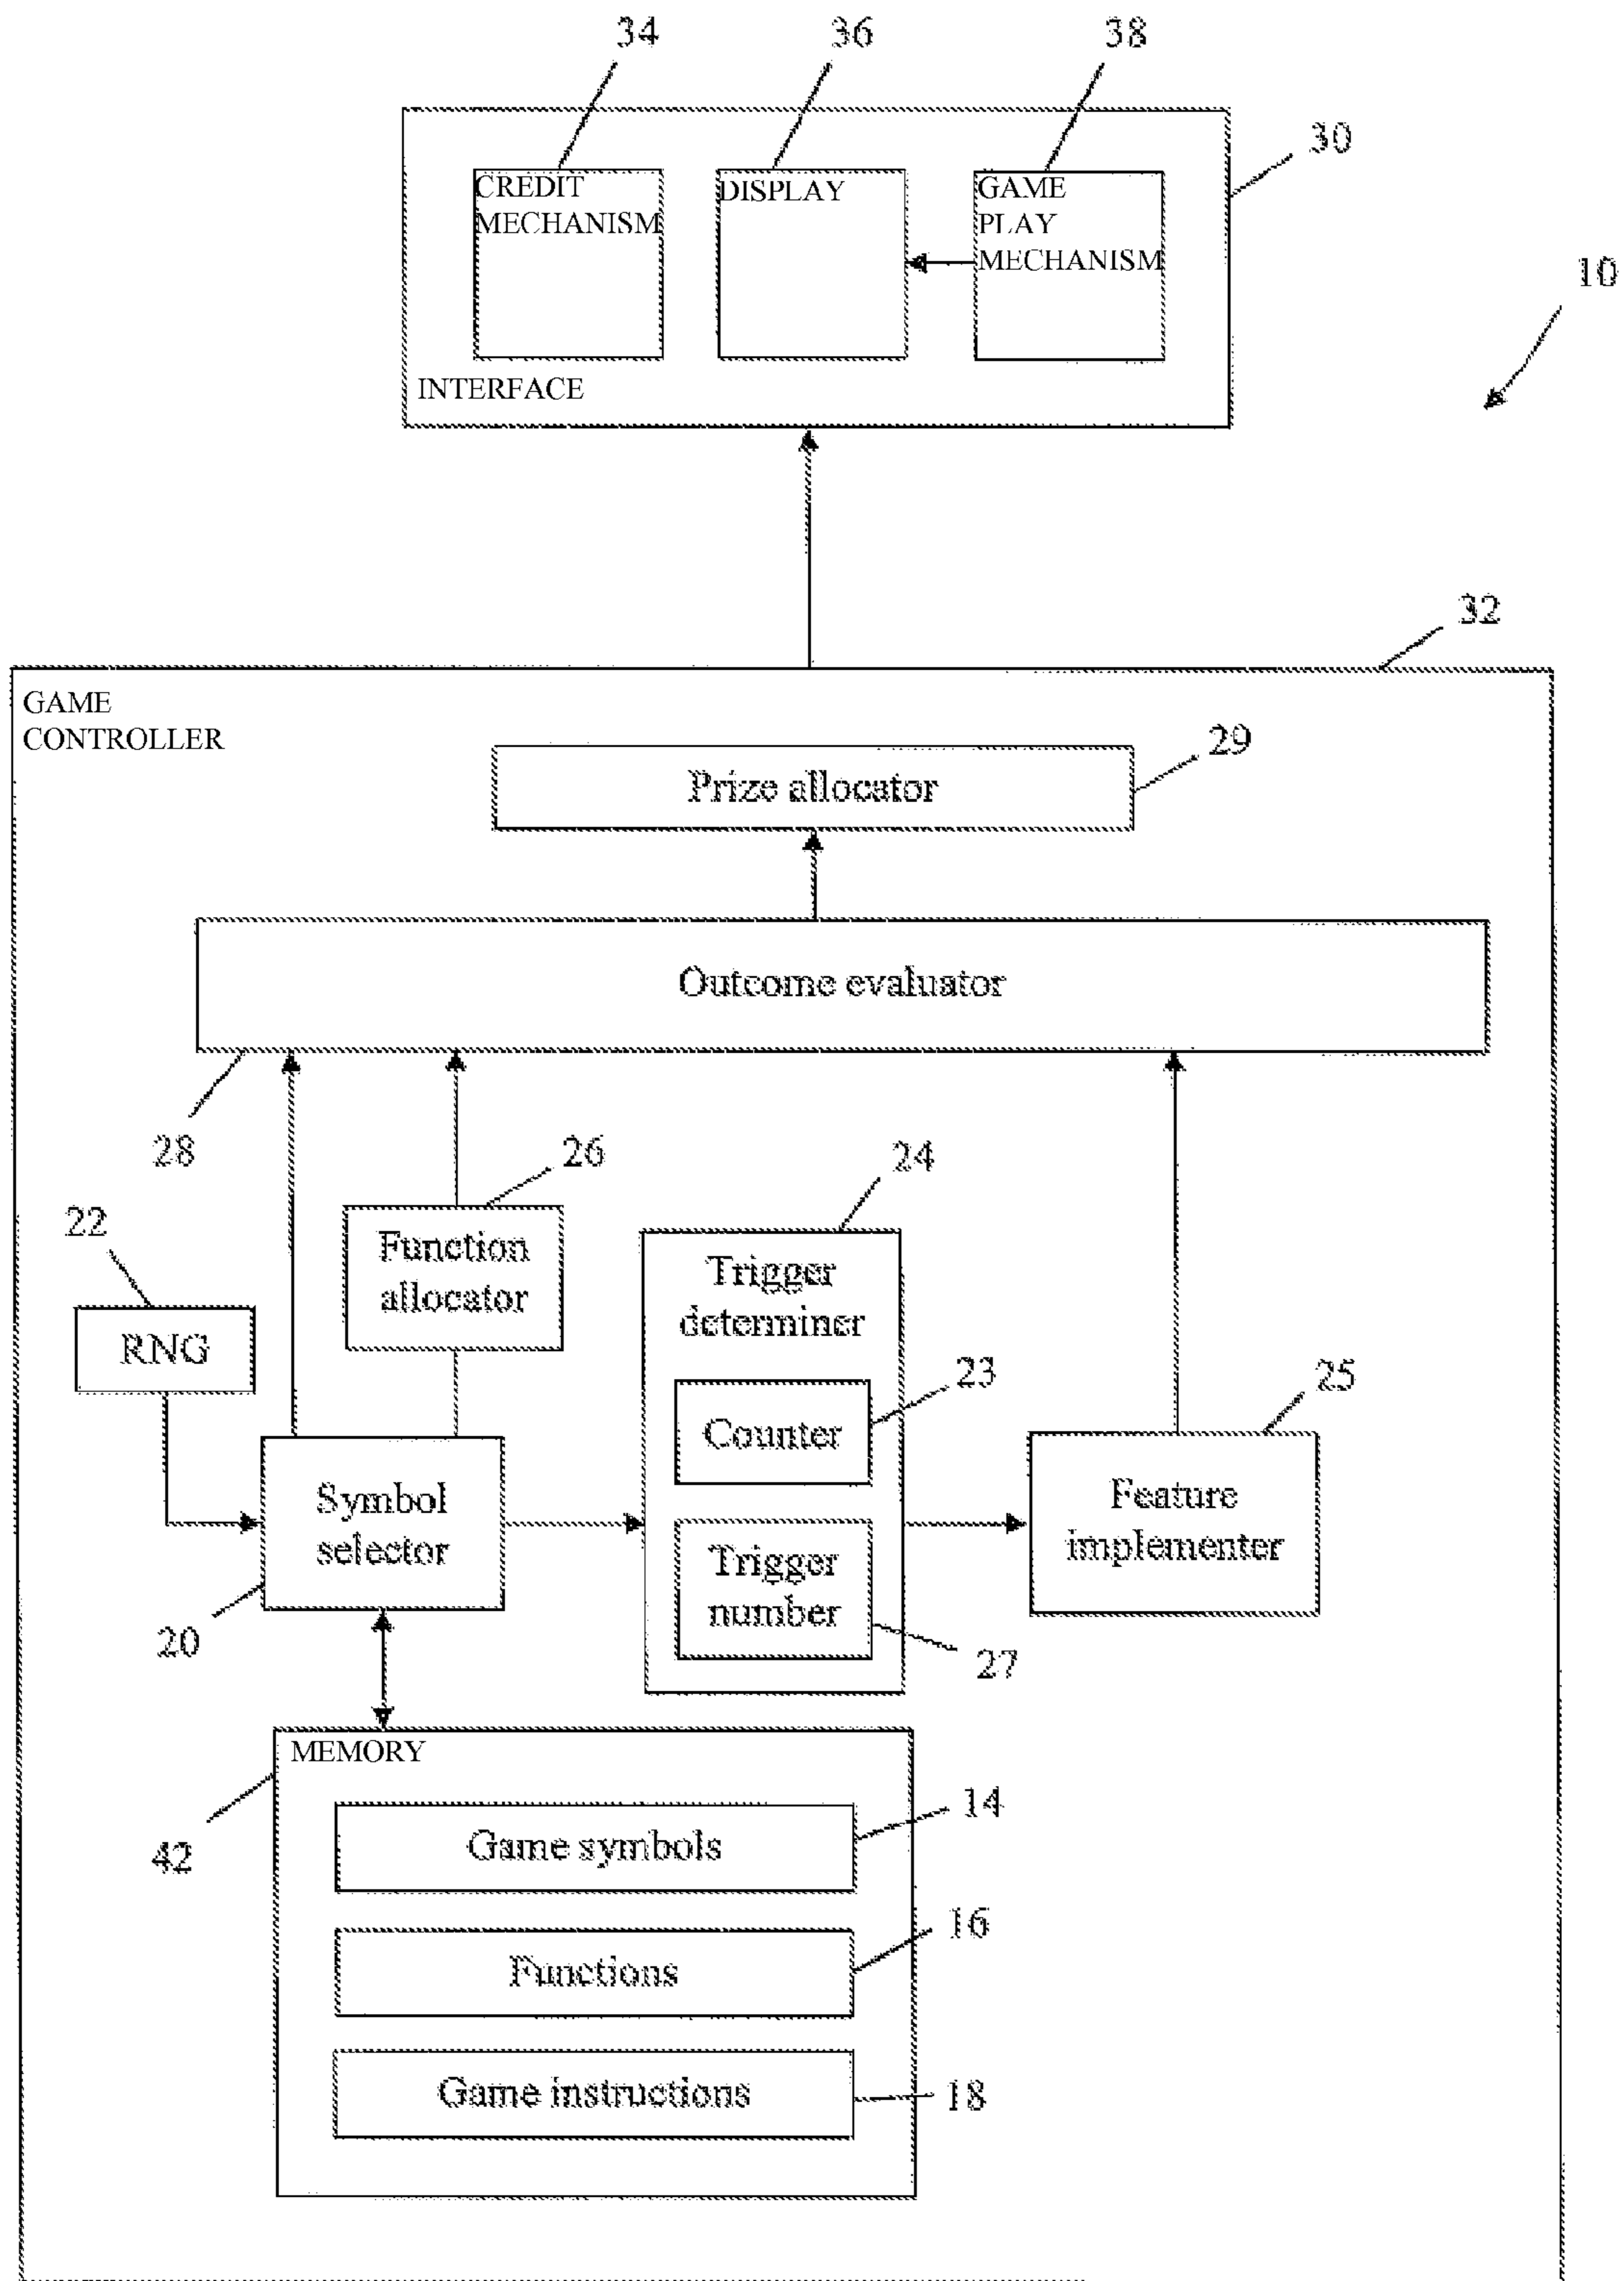 34
36
38
30
CREDIT
MECHANISM
DISPLAY
GAME
PLAY
MECHANISM
INTERFACE
10
32
GAME
CONTROLLER
29
Prize allocator
Outcome evaluator
28
26
24
22
Function
allocator
RNG
Trigger
determiner
23
Counter
25
Symbol
selector
Feature
implementer
Trigger
number
20
27
MEMORY
14
Game symbols
42
16
Functions
Game instructions
18